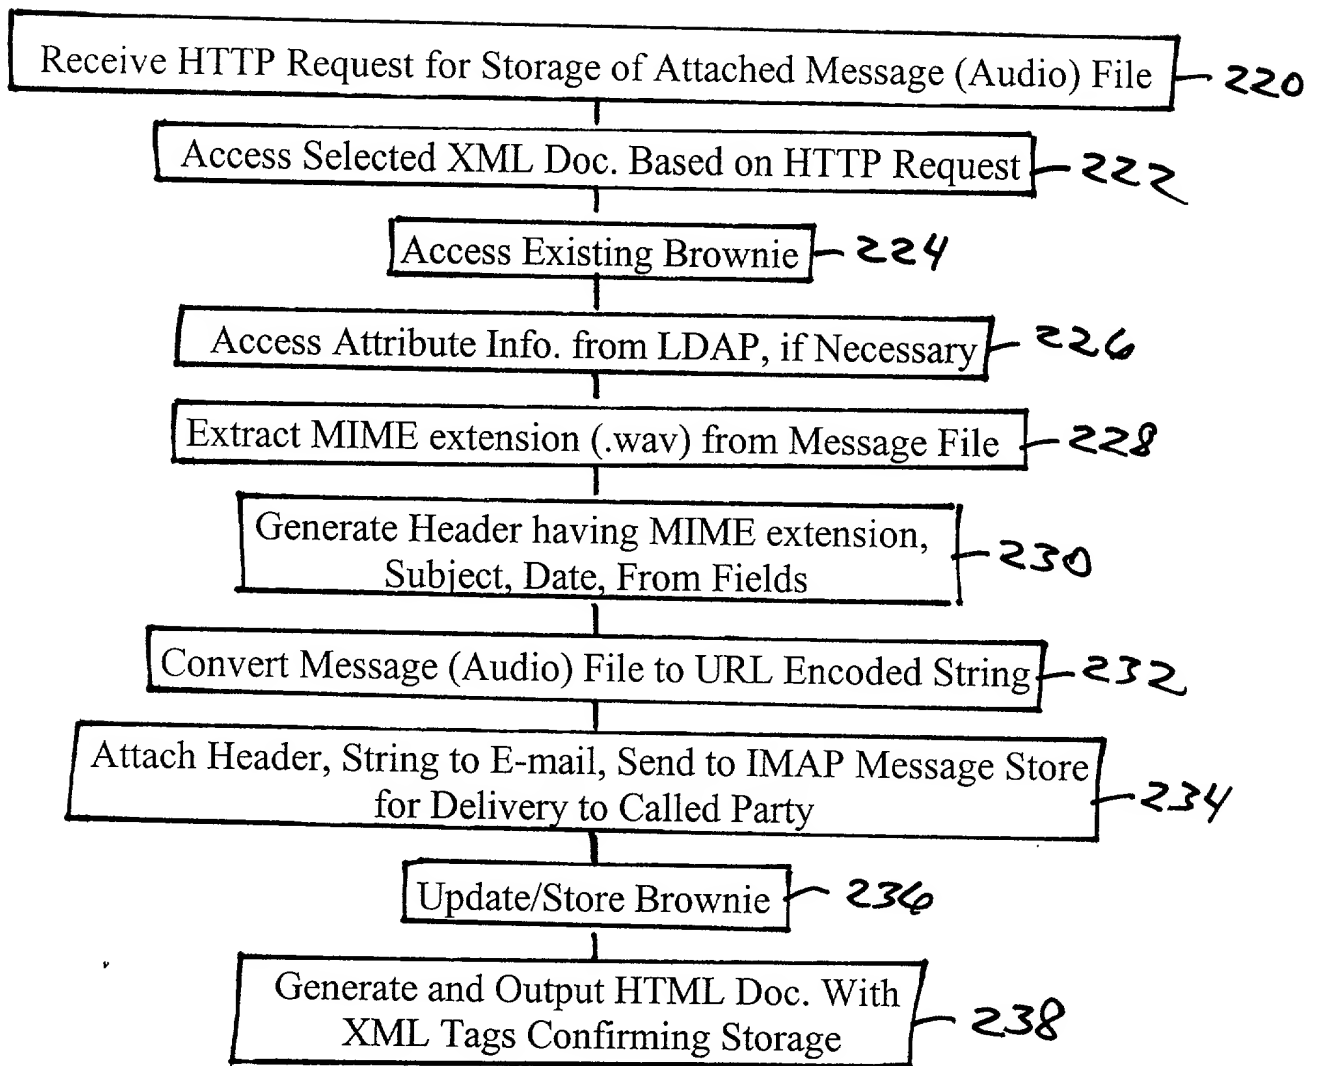 Receive HTTP Request for Storage of Attached Message (Audio) File 220
Access Selected XML Doc. Based on HTTP Request 222
Access Existing Brownie 224
Access Attribute Info. from LDAP, if Necessary 226
Extract MIME extension (.wav) from Message File 228
Generate Header having MIME extension,
Subject, Date, From Fields 230
Convert Message (Audio) File to URL Encoded String 232
Attach Header, String to E-mail, Send to IMAP Message Store
for Delivery to Called Party 234
Update/Store Brownie 236
Generate and Output HTML Doc. With
XML Tags Confirming Storage 238